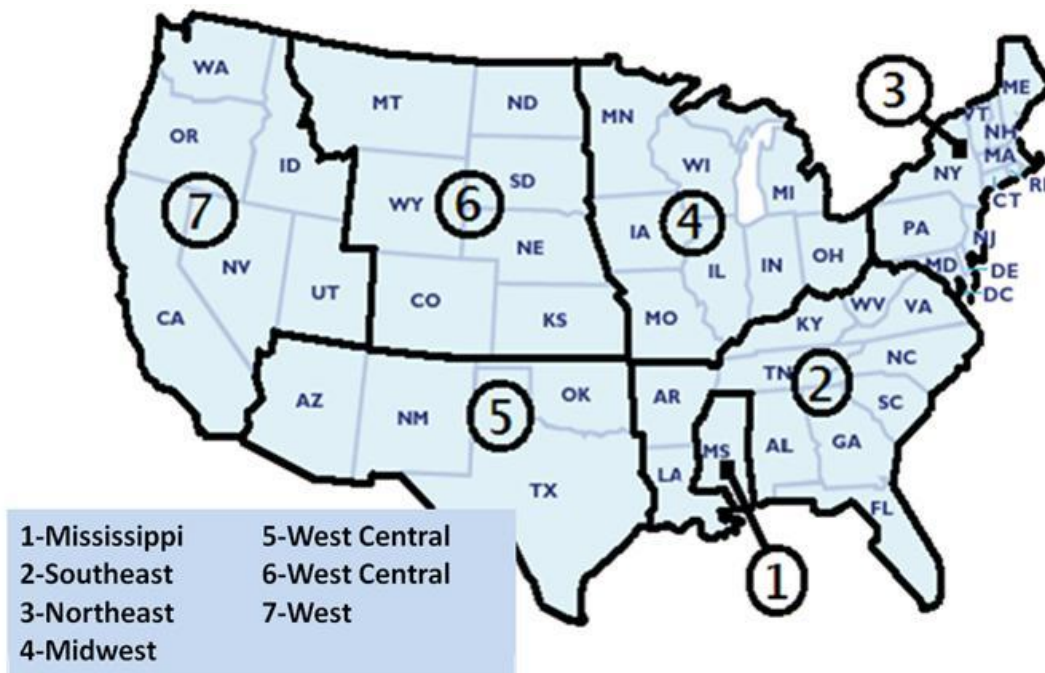 WA
MT
ND
MN
ME
VT
NH
3
OR
ID
WI
MA
NY
RI
MI
SD
WY
6
4
CT
7
PA
NJ
IA
NE
OH
IN
IL
MD
DE
NV
DC
UT
CO
WV
VA
CA
KS
MO
KY
NC
TN
2
OK
AZ
AR
SC
NM
5
MS
AL
GA
LA
TX
FL
1
1-Mississippi
2-Southeast
3-Northeast
4-Midwest
5-West Central
6-West Central
7-West